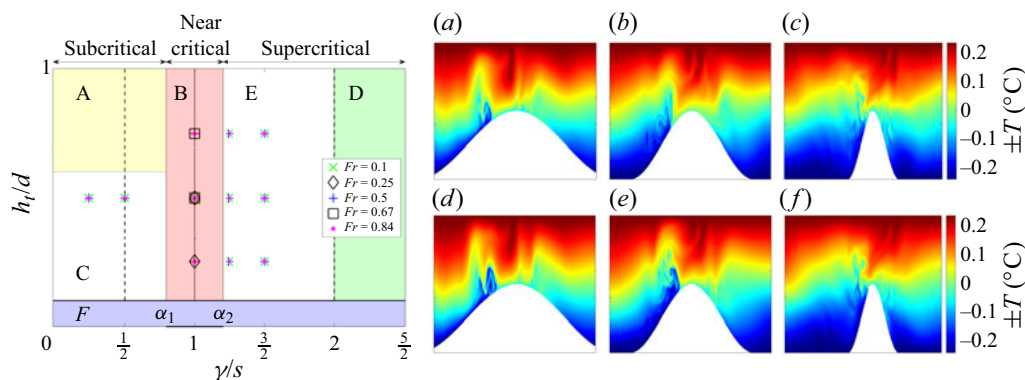 Near
Subcritical critical Supercritical
1
A B E D
Fr = 0.1
Fr = 0.25
Fr = 0.5
Fr = 0.67
Fr = 0.84
h_t/d
C
F α_1 α_2
0 1/2 1 3/2 2 5/2
γ/s
(a) (b) (c)
0.2
0.1
0
–0.1
–0.2
±T (°C)
(d) (e) (f)
0.2
0.1
0
–0.1
–0.2
±T (°C)